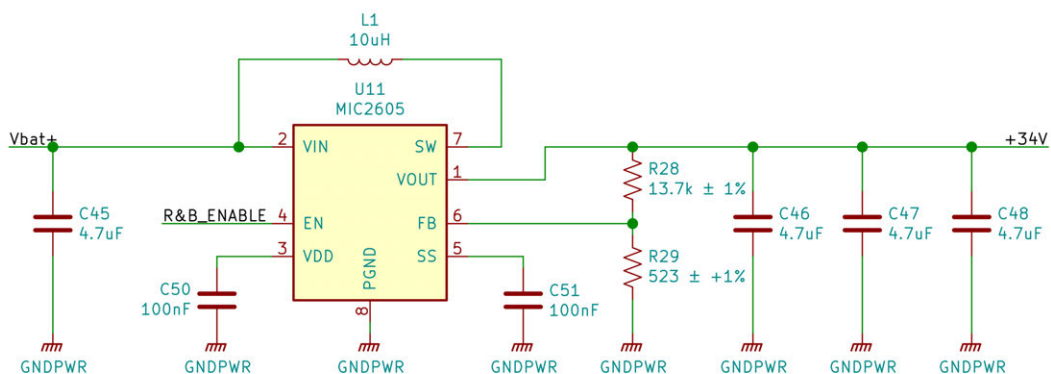 L1
10uH
U11
MIC2605
Vbat+
2
VIN
SW
7
+34V
VOUT
1
R28
13.7k ± 1%
C45
4.7uF
R&B_ENABLE
4
EN
FB
6
C46
4.7uF
C47
4.7uF
C48
4.7uF
3
VDD
SS
5
R29
523 ± +1%
PGND
8
C50
100nF
C51
100nF
GNDPWR
GNDPWR
GNDPWR
GNDPWR
GNDPWR
GNDPWR
GNDPWR
GNDPWR